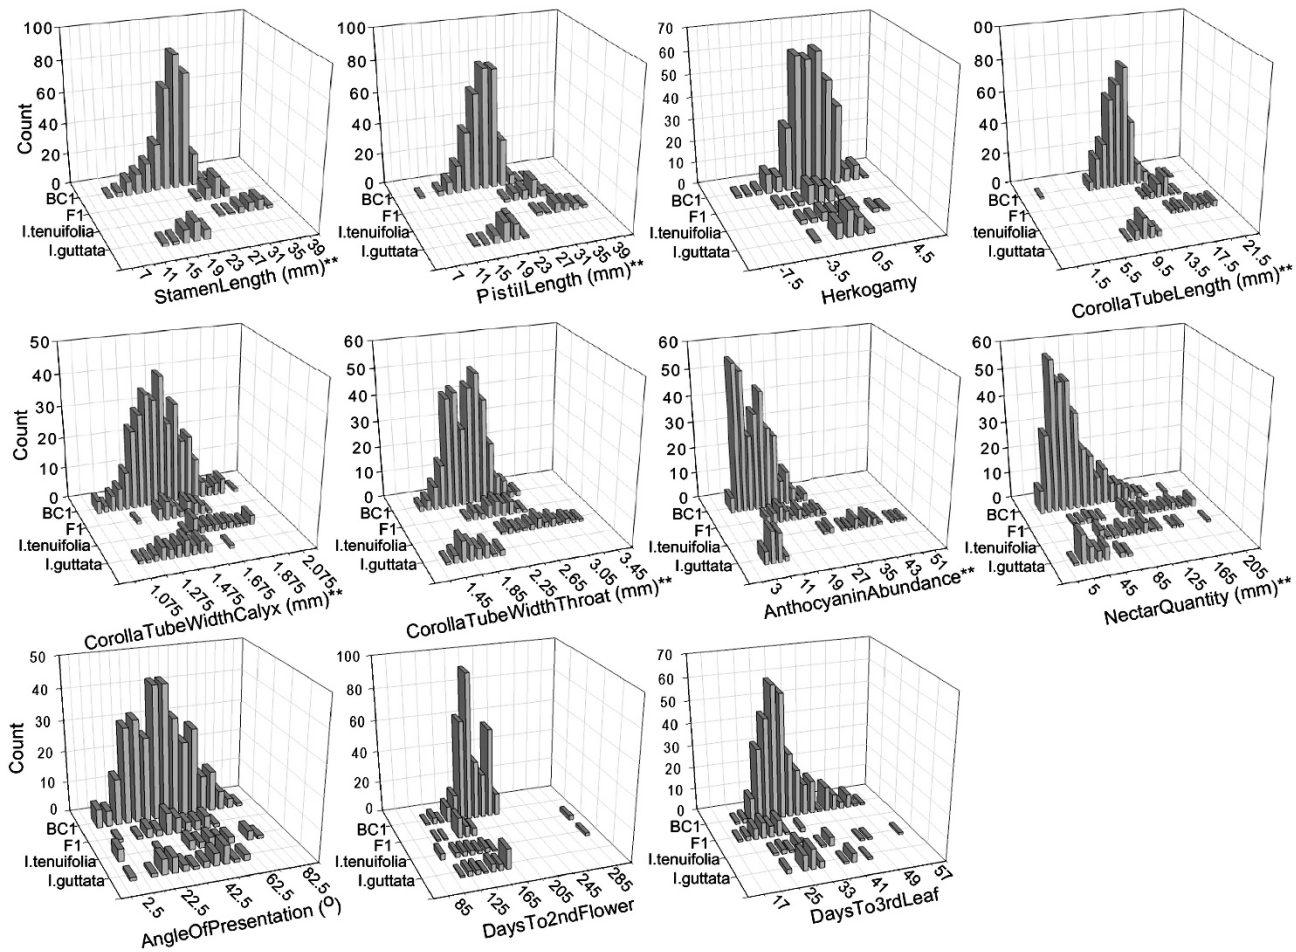 100
80
60
40
20
0
Count
BC1
F1
I.tenuifolia
I.guttata
7 11 15 19 23 27 31 35 39
StamenLength (mm)**
100
80
60
40
20
0
BC1
F1
I.tenuifolia
I.guttata
7 11 15 19 23 27 31 35 39
PistilLength (mm)**
70
60
50
40
30
20
10
0
BC1
F1
I.tenuifolia
I.guttata
-7.5 -3.5 0.5 4.5
Herkogamy
00
80
60
40
20
0
BC1
F1
.tenuifolia
I.guttata
1.5 5.5 9.5 13.5 17.5 21.5
CorollaTubeLength (mm)**
50
40
30
20
10
0
Count
BC1
F1
I.tenuifolia
I.guttata
1.075 1.275 1.475 1.675 1.875 2.075
CorollaTubeWidthCalyx (mm)**
60
50
40
30
20
10
0
BC1
F1
I.tenuifolia
I.guttata
1.45 1.85 2.25 2.65 3.05 3.45
CorollaTubeWidthThroat (mm)**
60
50
40
30
20
10
0
BC1
F1
I.tenuifolia
I.guttata
3 11 19 27 35 43 51
AnthocyaninAbundance**
60
50
40
30
20
10
0
BC1
F1
I.tenuifolia
I.guttata
5 45 85 125 165 205
NectarQuantity (mm)**
50
40
30
20
10
0
Count
BC1
F1
I.tenuifolia
I.guttata
2.5 22.5 42.5 62.5 82.5
AngleOfPresentation (º)
100
80
60
40
20
0
BC1
F1
I.tenuifolia
I.guttata
85 125 165 205 245 285
DaysTo2ndFlower
70
60
50
40
30
20
10
0
BC1
F1
I.tenuifolia
I.guttata
17 25 33 41 49 57
DaysTo3rdLeaf